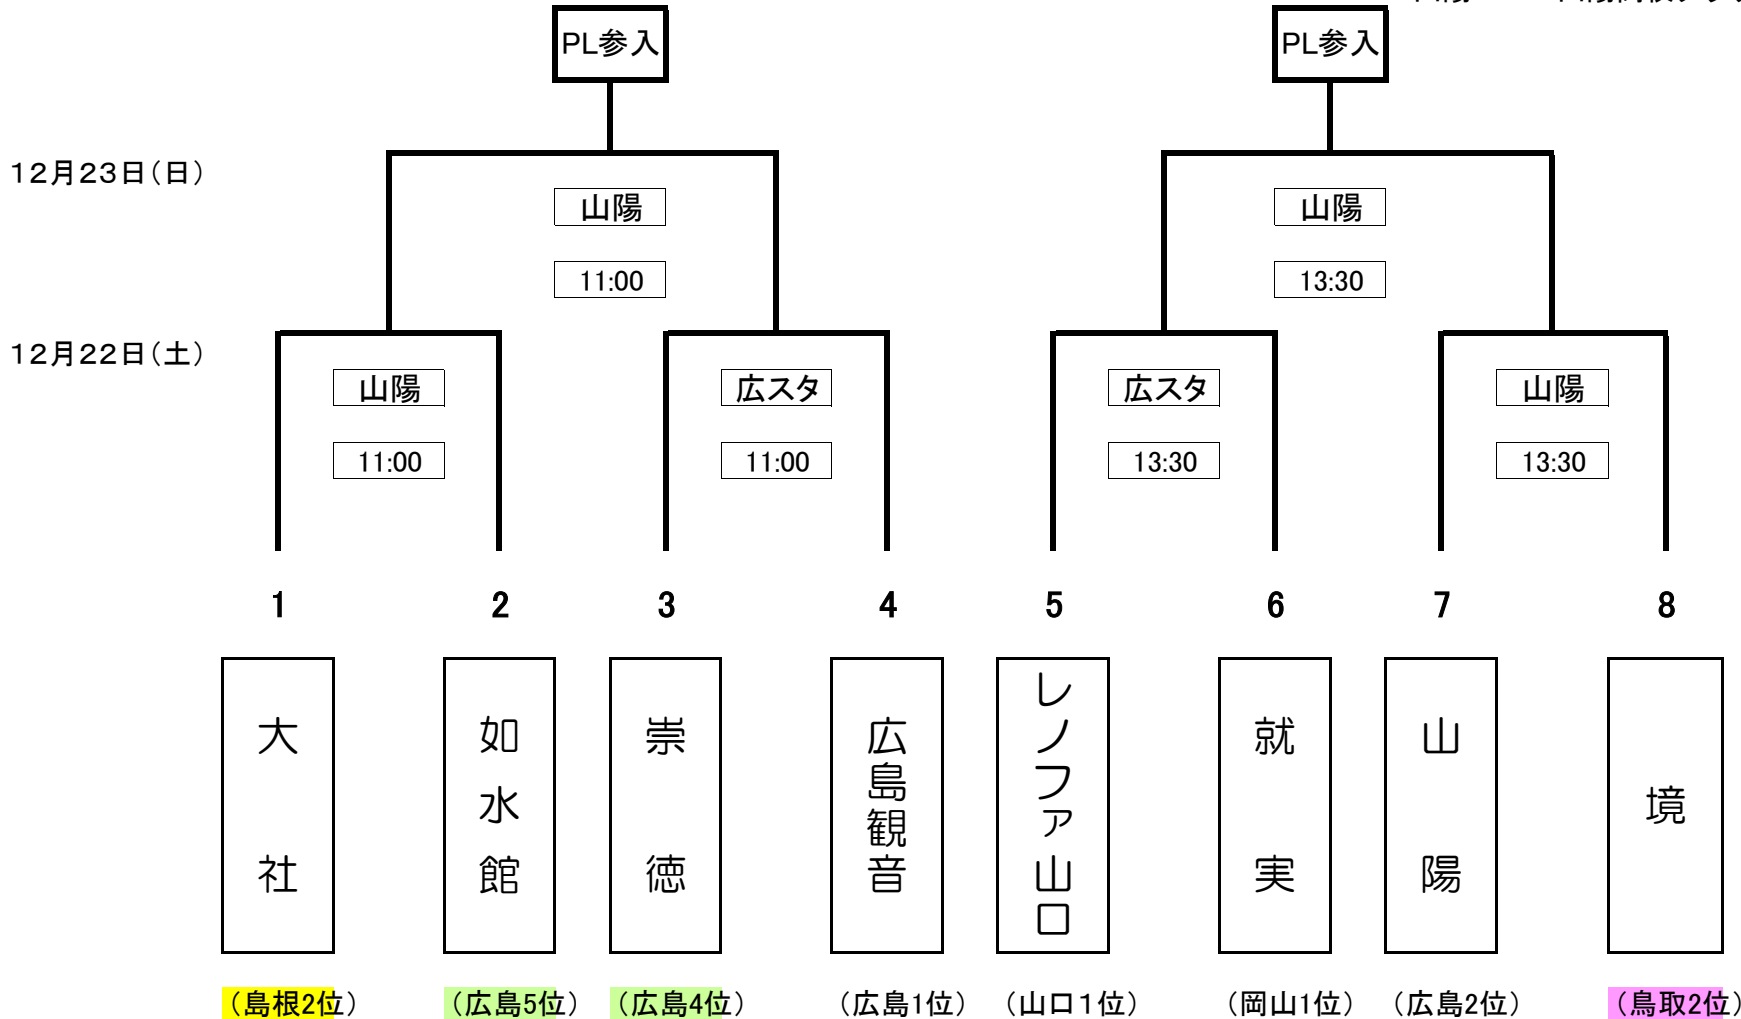 PL参入 PL参入
12月23日(日)
山陽 山陽
11:00 13:30
12月22日(土)
山陽 広スタ 広スタ 山陽
11:00 11:00 13:30 13:30
1 2 3 4 5 6 7 8
大社
如水館
崇徳
広島観音
レノファ山口
就実
山陽
境
(島根2位) (広島5位) (広島4位) (広島1位) (山口1位) (岡山1位) (広島2位) (鳥取2位)